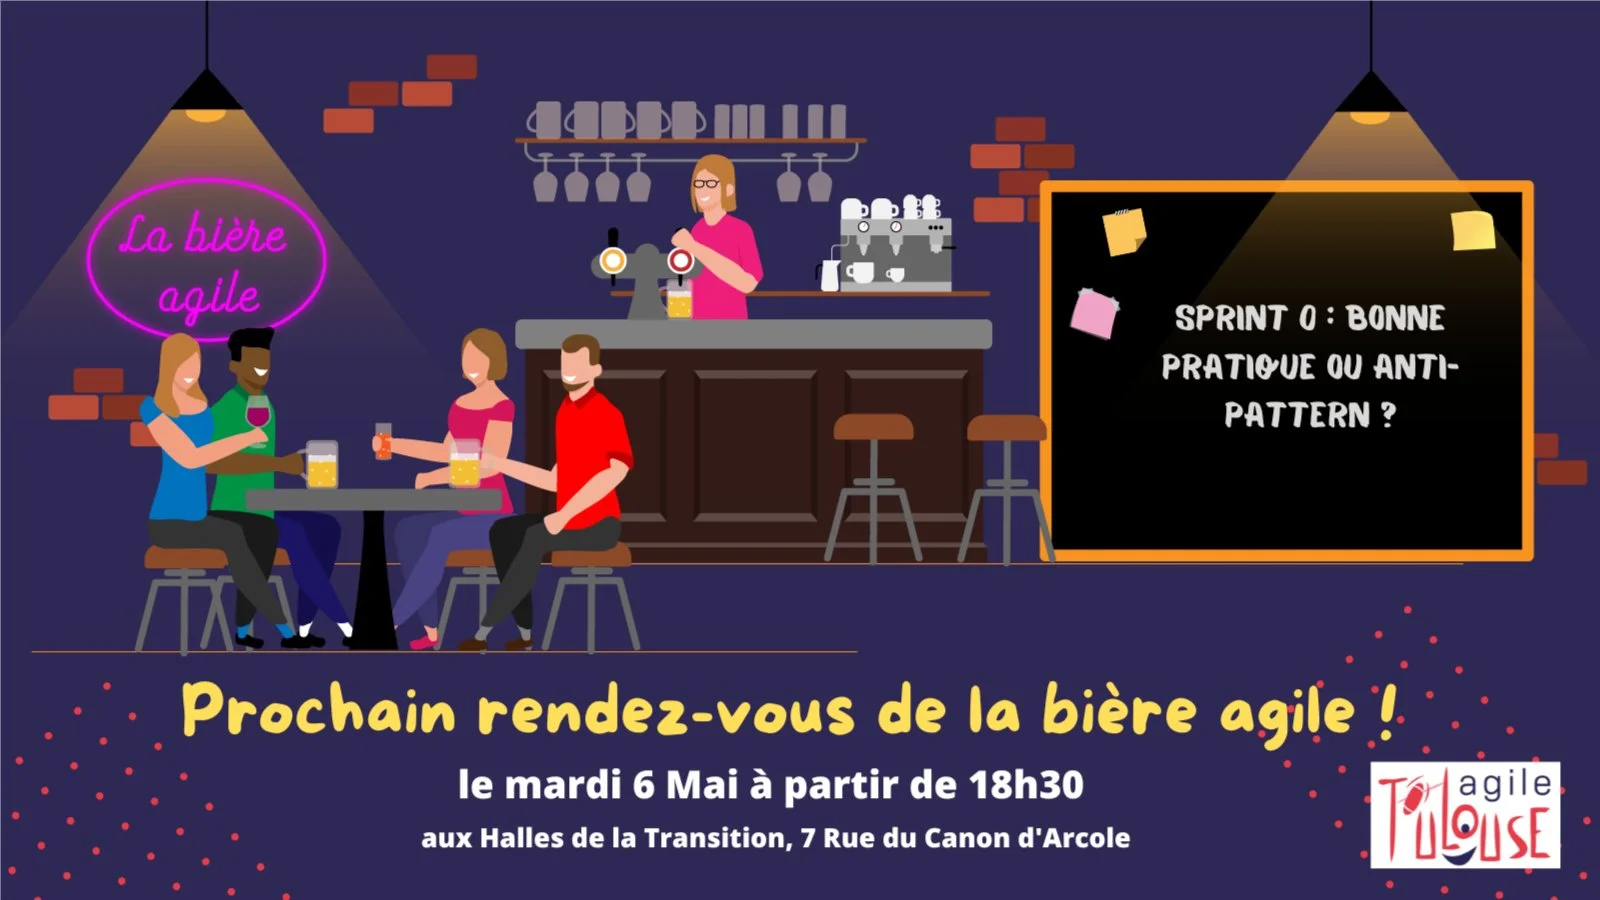 La bière
agile
SPRINT 0 : BONNE
PRATIQUE OU ANTI-
PATTERN ?
Prochain rendez-vous de la bière agile !
le mardi 6 Mai à partir de 18h30
aux Halles de la Transition, 7 Rue du Canon d'Arcole
agile
TOULOUSE